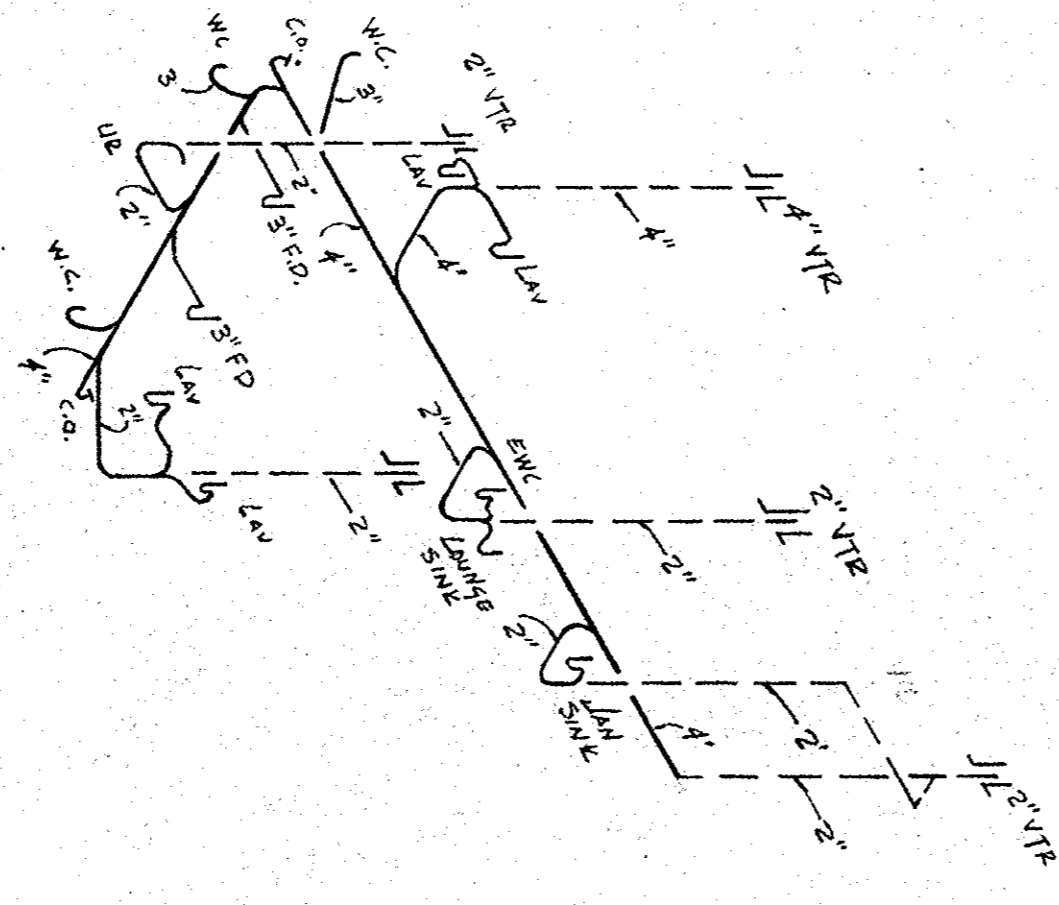 WC
C.O.
W.C.
3
3"
2" VTR
UR
2"
2'
LAV
3" F.D.
4"
4'
LAV
4"
4" VTR
W.C.
3" FD
4"
C.O.
2"
LAV
LAV
2"
2"
EWC
LOUNGE
SINK
2"
2" VTR
2"
JAN
SINK
4'
2'
2"
2" VTR